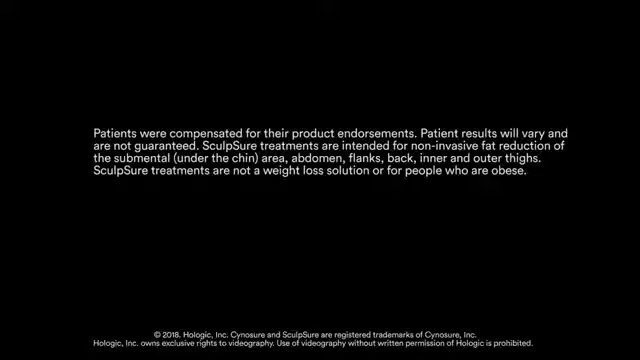 Patients were compensated for their product endorsements. Patient results will vary and
are not guaranteed. SculpSure treatments are intended for non-invasive fat reduction of
the submental (under the chin) area, abdomen, flanks, back, inner and outer thighs.
SculpSure treatments are not a weight loss solution or for people who are obese.
© 2018. Hologic, Inc. Cynosure and SculpSure are registered trademarks of Cynosure, Inc.
Hologic, Inc. owns exclusive rights to videography. Use of videography without written permission of Hologic is prohibited.